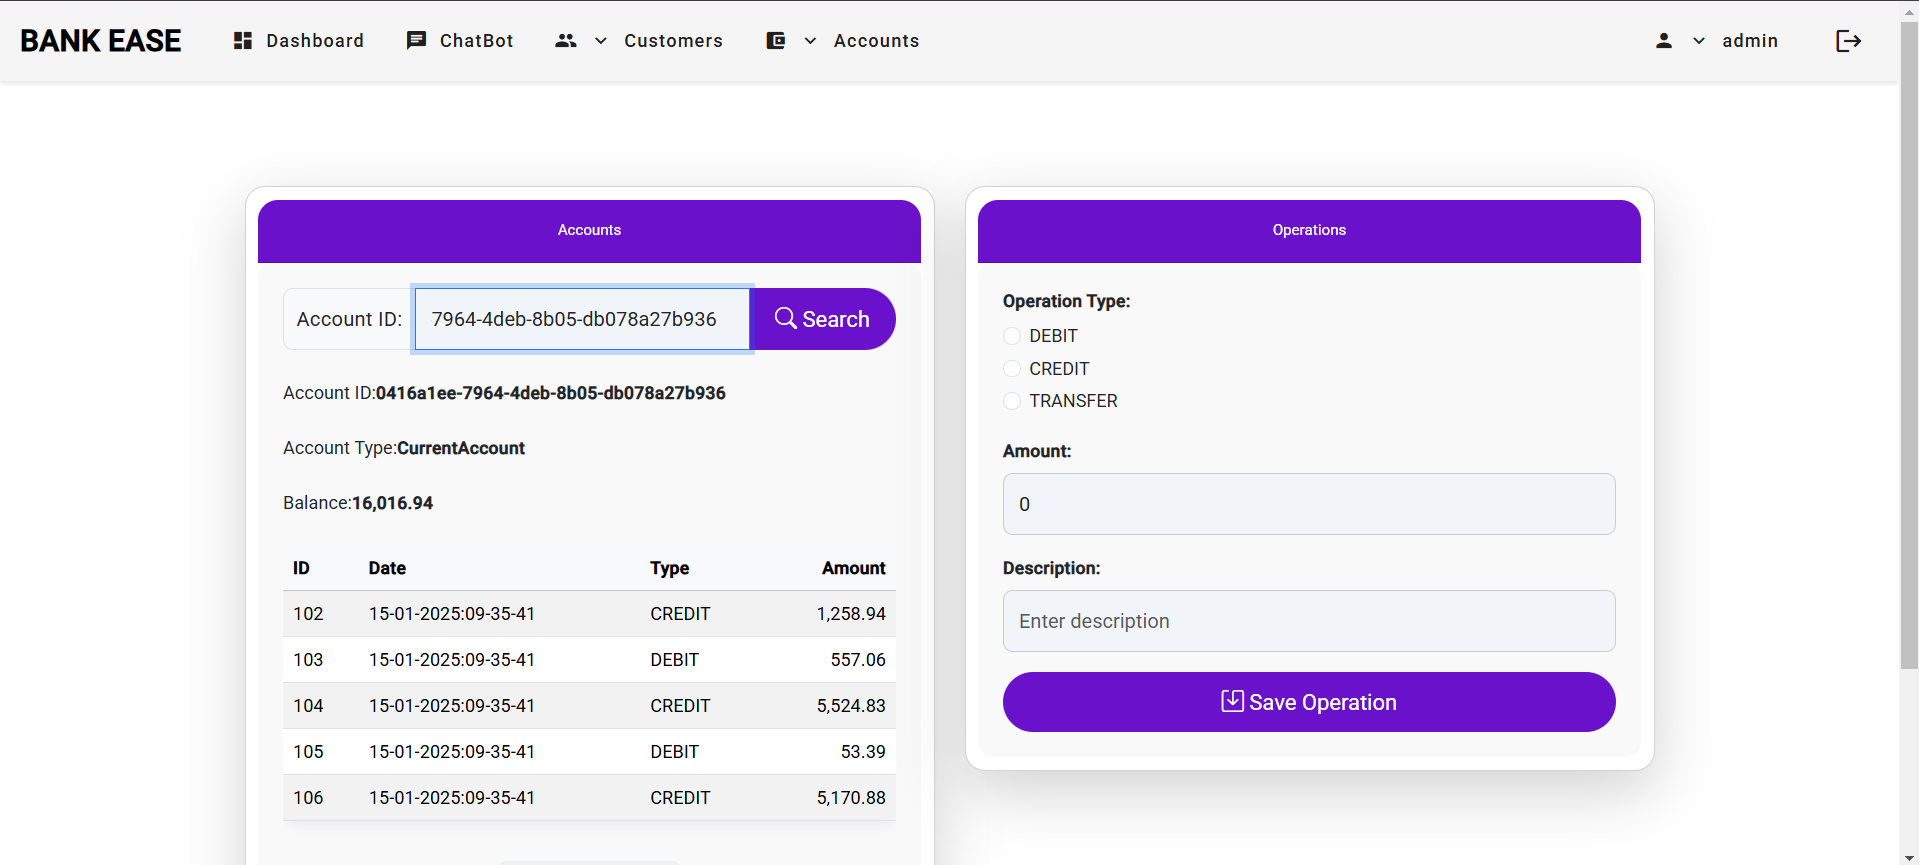 BANK EASE Dashboard ChatBot Customers Accounts admin
Accounts
Account ID: 7964-4deb-8b05-db078a27b936 Search
Account ID:0416a1ee-7964-4deb-8b05-db078a27b936
Account Type:CurrentAccount
Balance:16,016.94
ID Date Type Amount
102 15-01-2025:09-35-41 CREDIT 1,258.94
103 15-01-2025:09-35-41 DEBIT 557.06
104 15-01-2025:09-35-41 CREDIT 5,524.83
105 15-01-2025:09-35-41 DEBIT 53.39
106 15-01-2025:09-35-41 CREDIT 5,170.88
Operations
Operation Type:
DEBIT
CREDIT
TRANSFER
Amount:
0
Description:
Enter description
Save Operation